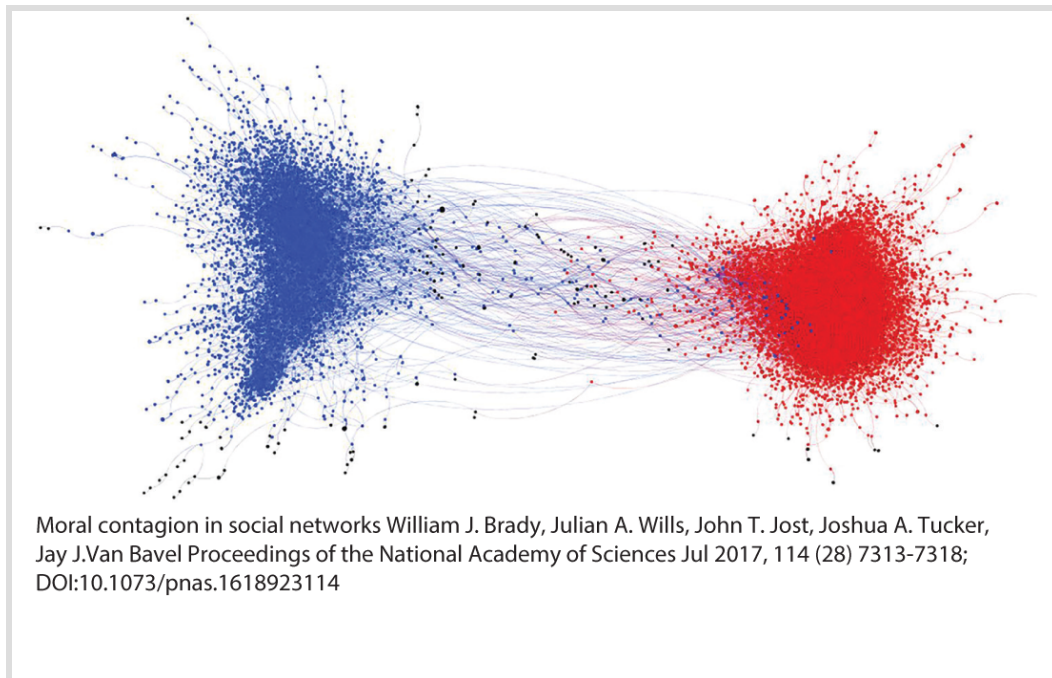 Moral contagion in social networks William J. Brady, Julian A. Wills, John T. Jost, Joshua A. Tucker,
Jay J.Van Bavel Proceedings of the National Academy of Sciences Jul 2017, 114 (28) 7313-7318;
DOI:10.1073/pnas.1618923114